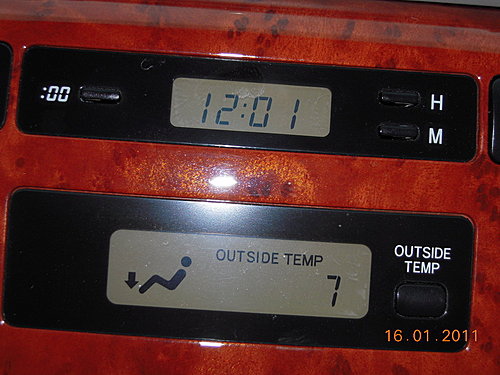 :00
12:01
H
M
OUTSIDE TEMP
7
OUTSIDE
TEMP
16.01.2011